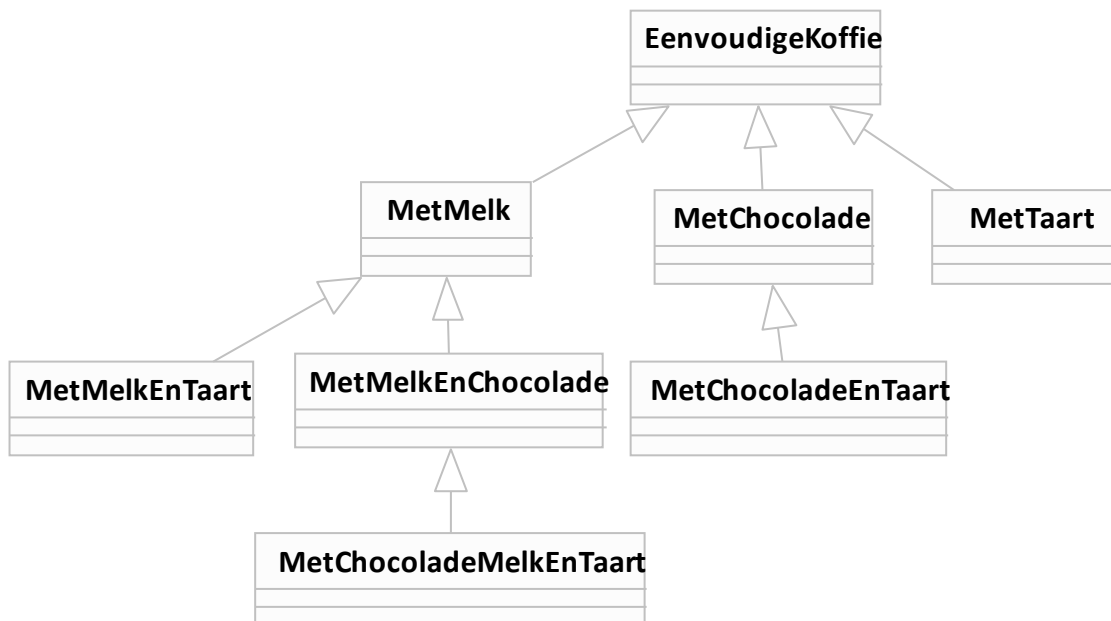 EenvoudigeKoffie
MetMelk
MetChocolade
MetTaart
MetMelkEnTaart
MetMelkEnChocolade
MetChocoladeEnTaart
MetChocoladeMelkEnTaart